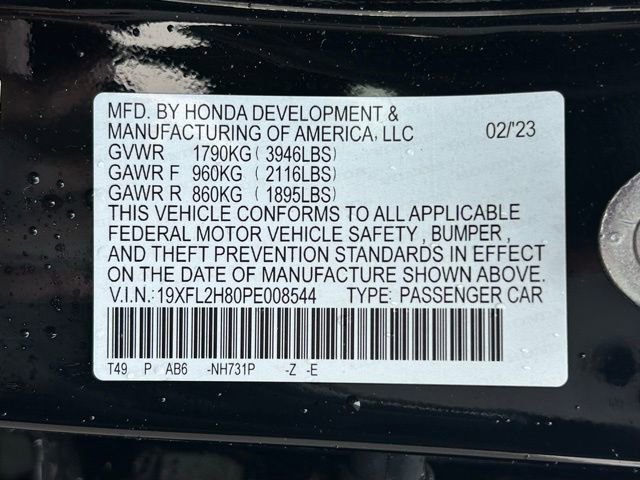 MFD. BY HONDA DEVELOPMENT &
MANUFACTURING OF AMERICA, LLC 02/'23
GVWR 1790KG ( 3946LBS)
GAWR F 960KG ( 2116LBS)
GAWR R 860KG ( 1895LBS)
THIS VEHICLE CONFORMS TO ALL APPLICABLE
FEDERAL MOTOR VEHICLE SAFETY , BUMPER ,
AND THEFT PREVENTION STANDARDS IN EFFECT
ON THE DATE OF MANUFACTURE SHOWN ABOVE.
V.I.N.: 19XFL2H80PE008544 TYPE: PASSENGER CAR
T49 P AB6 -NH731P -Z -E